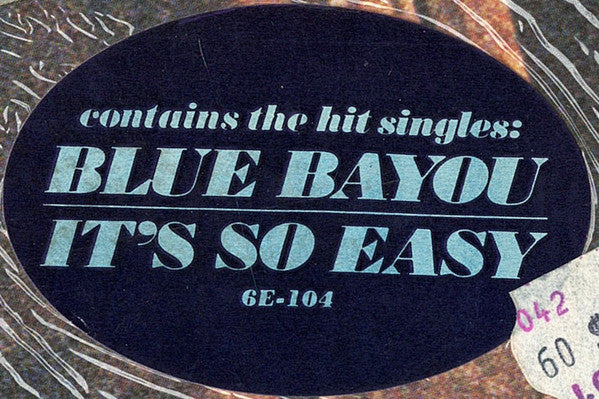 contains the hit singles:
BLUE BAYOU
IT'S SO EASY
6E-104
042
60